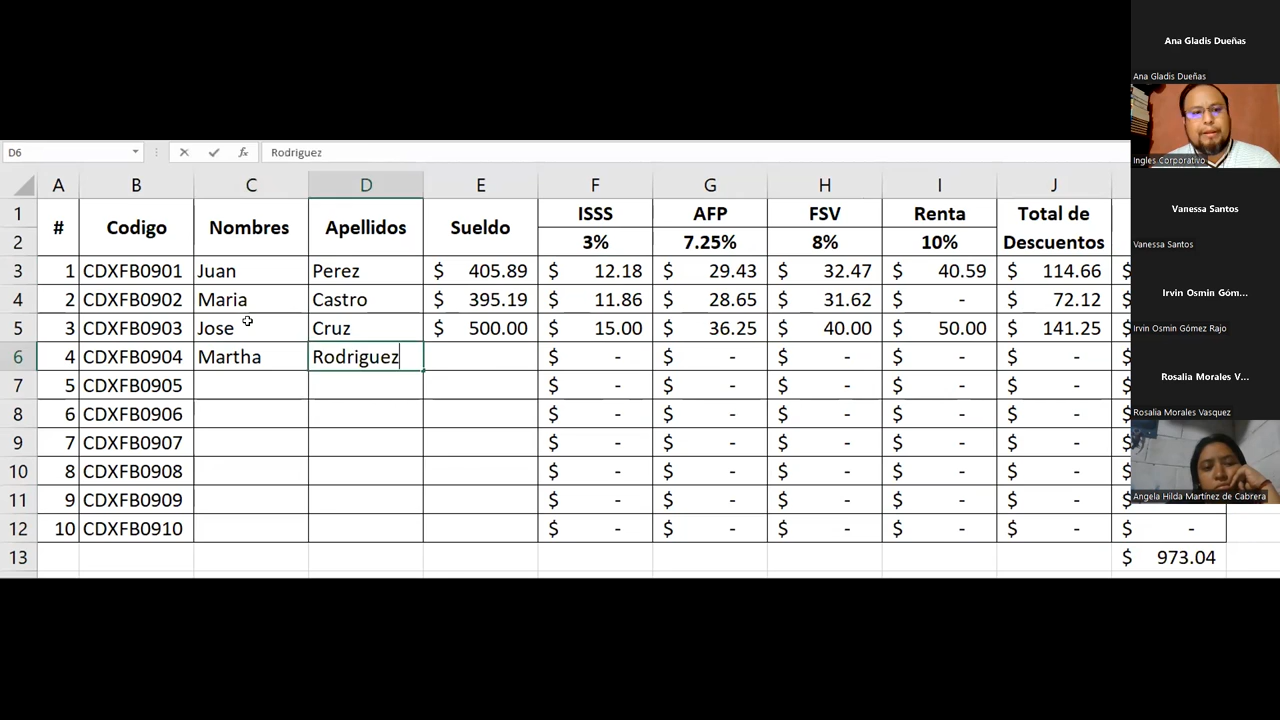 D6 fx Rodriguez
A B C D E F G H I J
1 ISSS AFP FSV Renta Total de
# Codigo Nombres Apellidos Sueldo
2 3% 7.25% 8% 10% Descuentos
3 1 CDXFB0901 Juan Perez $ 405.89 $ 12.18 $ 29.43 $ 32.47 $ 40.59 $ 114.66 $
4 2 CDXFB0902 Maria Castro $ 395.19 $ 11.86 $ 28.65 $ 31.62 $ - $ 72.12 $
5 3 CDXFB0903 Jose Cruz $ 500.00 $ 15.00 $ 36.25 $ 40.00 $ 50.00 $ 141.25 $
6 4 CDXFB0904 Martha Rodriguez $ - $ - $ - $ - $ - $
7 5 CDXFB0905 $ - $ - $ - $ - $ - $
8 6 CDXFB0906 $ - $ - $ - $ - $ - $
9 7 CDXFB0907 $ - $ - $ - $ - $ - $
10 8 CDXFB0908 $ - $ - $ - $ - $ - $
11 9 CDXFB0909 $ - $ - $ - $ - $ - $
12 10 CDXFB0910 $ - $ - $ - $ - $ - $ -
13 $ 973.04
Ana Gladis Dueñas
Ana Gladis Dueñas
Ingles Corporativo
Vanessa Santos
Vanessa Santos
Irvin Osmin Góm...
Irvin Osmin Gómez Rajo
Rosalia Morales V...
Rosalia Morales Vasquez
Angela Hilda Martínez de Cabrera